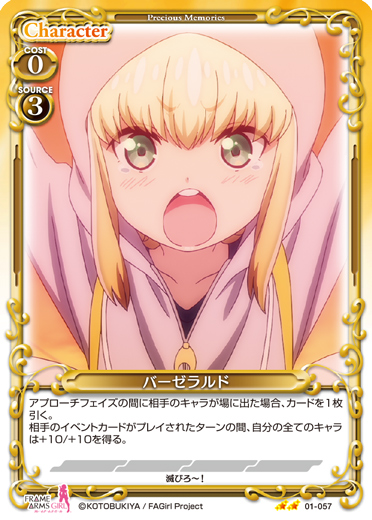 Precious Memories
Character
COST
0
SOURCE
3
バーゼラルド
アプローチフェイズの間に相手のキャラが場に出た場合、カードを1枚
引く。
相手のイベントカードがプレイされたターンの間、自分の全てのキャラ
は+10/+10を得る。
滅びろ~!
FRAME
ARMS GIRL
©KOTOBUKIYA / FAGirl Project
01-057